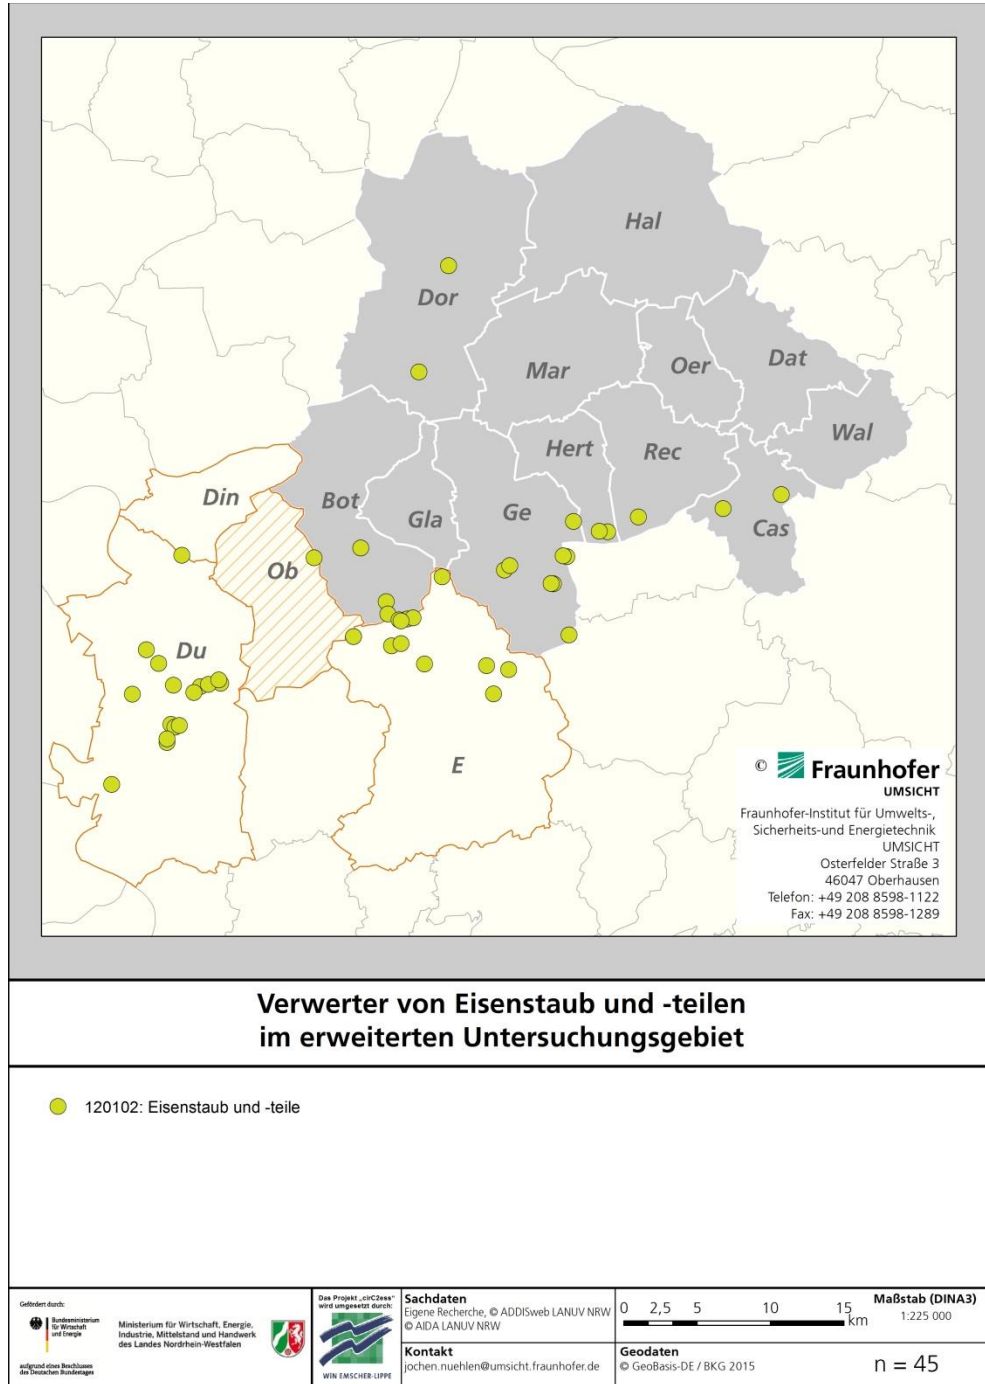 Hal
Dor
Mar
Oer
Dat
Wal
Hert
Rec
Din
Bot
Gla
Ge
Cas
Ob
Du
E
© Fraunhofer
UMSICHT
Fraunhofer-Institut für Umwelts-,
Sicherheits-und Energietechnik
UMSICHT
Osterfelder Straße 3
46047 Oberhausen
Telefon: +49 208 8598-1122
Fax: +49 208 8598-1289
Verwerter von Eisenstaub und -teilen
im erweiterten Untersuchungsgebiet
120102: Eisenstaub und -teile
Gefördert durch:
Bundesministerium
für Wirtschaft
und Energie
aufgrund eines Beschlusses
des Deutschen Bundestages
Ministerium für Wirtschaft, Energie,
Industrie, Mittelstand und Handwerk
des Landes Nordrhein-Westfalen
Das Projekt „cirC2ess“
wird umgesetzt durch:
WIN EMSCHER-LIPPE
Sachdaten
Eigene Recherche, © ADDISweb LANUV NRW
© AIDA LANUV NRW
Kontakt
jochen.nuehlen@umsicht.fraunhofer.de
0 2,5 5 10 15
km
Maßstab (DINA3)
1:225 000
Geodaten
© GeoBasis-DE / BKG 2015
n = 45